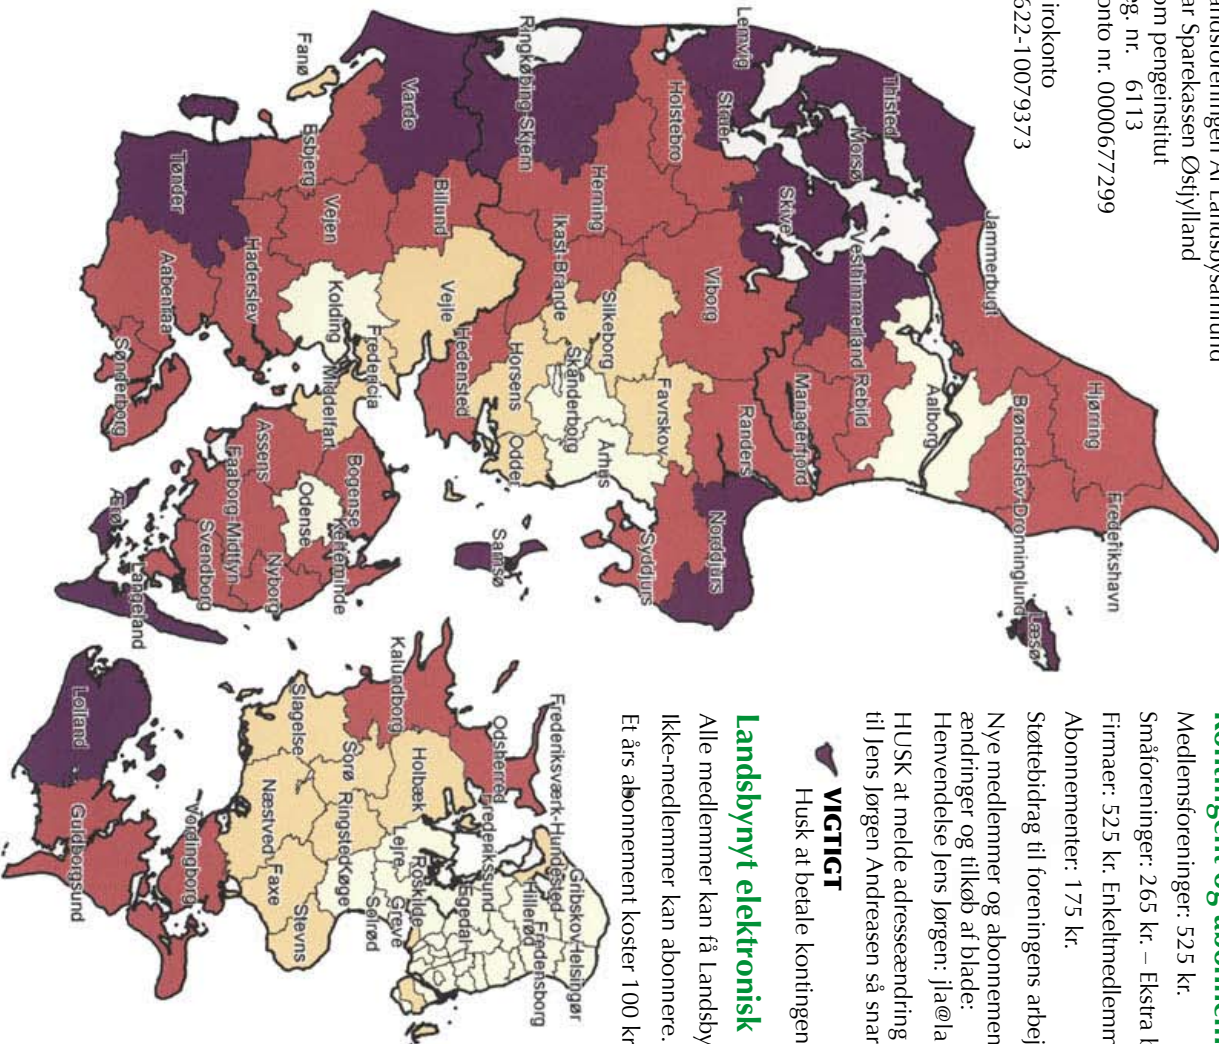 andsforeningen Af Landsbysamfund
ar Sparekassen Østjylland
om pengeinstitut
eg. nr. 6113
onto nr. 0000677299
irokonto
622-10079373
Kontingent og abonnem
Medlemsforeninger: 525 kr.
Småforeninger: 265 kr. – Ekstra b
Firmaer: 525 kr. Enkeltmedlemm
Abonnementer: 175 kr.
Støttebidrag til foreningens arbej
Nye medlemmer og abonnemen
ændringer og tilkøb af blade:
Henvendelse Jens Jørgen: jla@la
HUSK at melde adresseændring
til Jens Jørgen Andreasen så snar
VIGTIGT
Husk at betale kontingen
Landsbynyt elektronisk
Alle medlemmer kan få Landsby
Ikke-medlemmer kan abonnere.
Et års abonnement koster 100 kr
Frederikshavn
Hjørring
Læsø
Brønderslev-Dronninglund
Jammerbugt
Aalborg
Thisted
Rebild
Vesthimmerland
Morsø
Mariagerfjord
Skive
Randers
Norddjurs
Lemvig
Struer
Viborg
Holstebro
Favrskov
Syddjurs
Silkeborg
Århus
Herning
Skanderborg
Ikast-Brande
Ringkøbing-Skjern
Horsens
Odder
Samsø
Hedensted
Vejle
Billund
Varde
Fredericia
Kolding
Middelfart
Vejen
Esbjerg
Fanø
Bogense
Kerteminde
Odense
Assens
Nyborg
Haderslev
Faaborg-Midtfyn
Svendborg
Tønder
Aabenraa
Sønderborg
Ærø
Langeland
Gribskov
Helsingør
Frederiksværk-Hundested
Fredensborg
Hillerød
Odsherred
Frederikssund
Egedal
Kalundborg
Holbæk
Roskilde
Lejre
Greve
Solrød
Sorø
Ringsted
Køge
Slagelse
Næstved
Faxe
Stevns
Vordingborg
Lolland
Guldborgsund